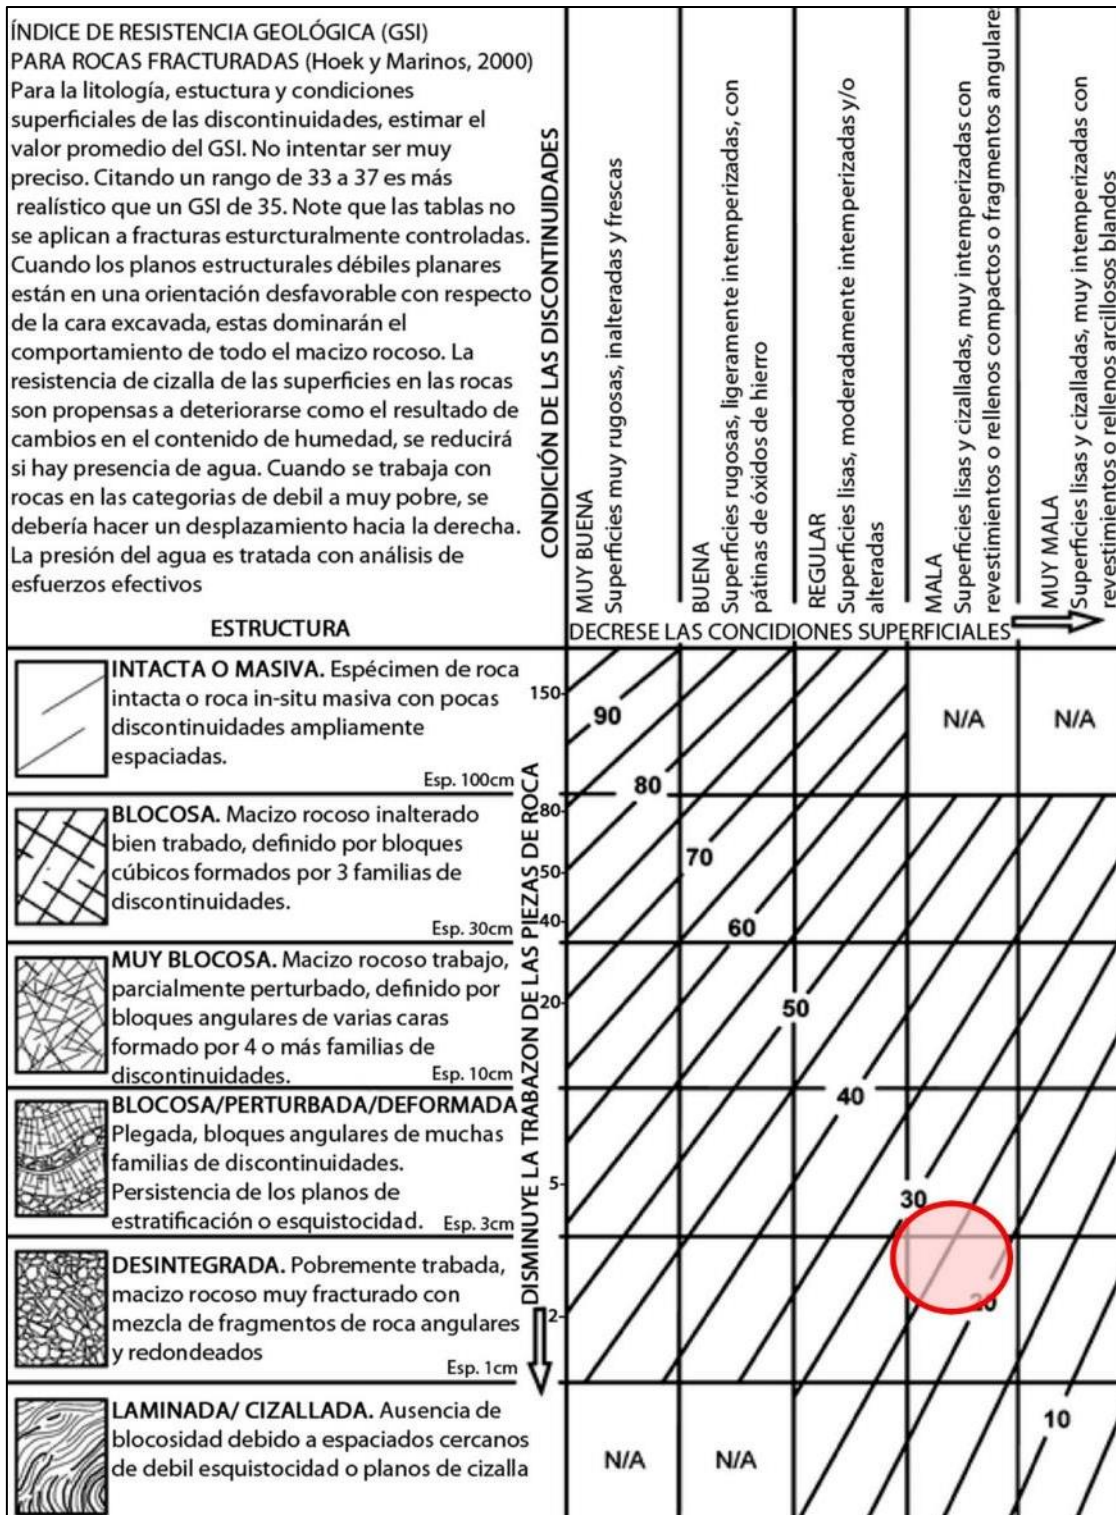 ÍNDICE DE RESISTENCIA GEOLÓGICA (GSI)
PARA ROCAS FRACTURADAS (Hoek y Marinos, 2000)
Para la litología, estuctura y condiciones
superficiales de las discontinuidades, estimar el
valor promedio del GSI. No intentar ser muy
preciso. Citando un rango de 33 a 37 es más
realístico que un GSI de 35. Note que las tablas no
se aplican a fracturas esturcturalmente controladas.
Cuando los planos estructurales débiles planares
están en una orientación desfavorable con respecto
de la cara excavada, estas dominarán el
comportamiento de todo el macizo rocoso. La
resistencia de cizalla de las superficies en las rocas
son propensas a deteriorarse como el resultado de
cambios en el contenido de humedad, se reducirá
si hay presencia de agua. Cuando se trabaja con
rocas en las categorias de debil a muy pobre, se
debería hacer un desplazamiento hacia la derecha.
La presión del agua es tratada con análisis de
esfuerzos efectivos
CONDICIÓN DE LAS DISCONTINUIDADES
MUY BUENA
Superficies muy rugosas, inalteradas y frescas
BUENA
Superficies rugosas, ligeramente intemperizadas, con
pátinas de óxidos de hierro
REGULAR
Superficies lisas, moderadamente intemperizadas y/o
alteradas
MALA
Superficies lisas y cizalladas, muy intemperizadas con
revestimientos o rellenos compactos o fragmentos angulares
MUY MALA
Superficies lisas y cizalladas, muy intemperizadas con
revestimientos o rellenos arcillosos blandos
ESTRUCTURA
DECRESE LAS CONCIDIONES SUPERFICIALES
INTACTA O MASIVA. Espécimen de roca
intacta o roca in-situ masiva con pocas
discontinuidades ampliamente
espaciadas.
Esp. 100cm
BLOCOSA. Macizo rocoso inalterado
bien trabado, definido por bloques
cúbicos formados por 3 familias de
discontinuidades.
Esp. 30cm
MUY BLOCOSA. Macizo rocoso trabajo,
parcialmente perturbado, definido por
bloques angulares de varias caras
formado por 4 o más familias de
discontinuidades. Esp. 10cm
BLOCOSA/PERTURBADA/DEFORMADA
Plegada, bloques angulares de muchas
familias de discontinuidades.
Persistencia de los planos de
estratificación o esquistocidad. Esp. 3cm
DESINTEGRADA. Pobremente trabada,
macizo rocoso muy fracturado con
mezcla de fragmentos de roca angulares
y redondeados
Esp. 1cm
LAMINADA/ CIZALLADA. Ausencia de
blocosidad debido a espaciados cercanos
de debil esquistocidad o planos de cizalla
DISMINUYE LA TRABAZON DE LAS PIEZAS DE ROCA
150
80
50
40
20
5
2
90
80
70
60
50
40
30
20
10
N/A
N/A
N/A
N/A